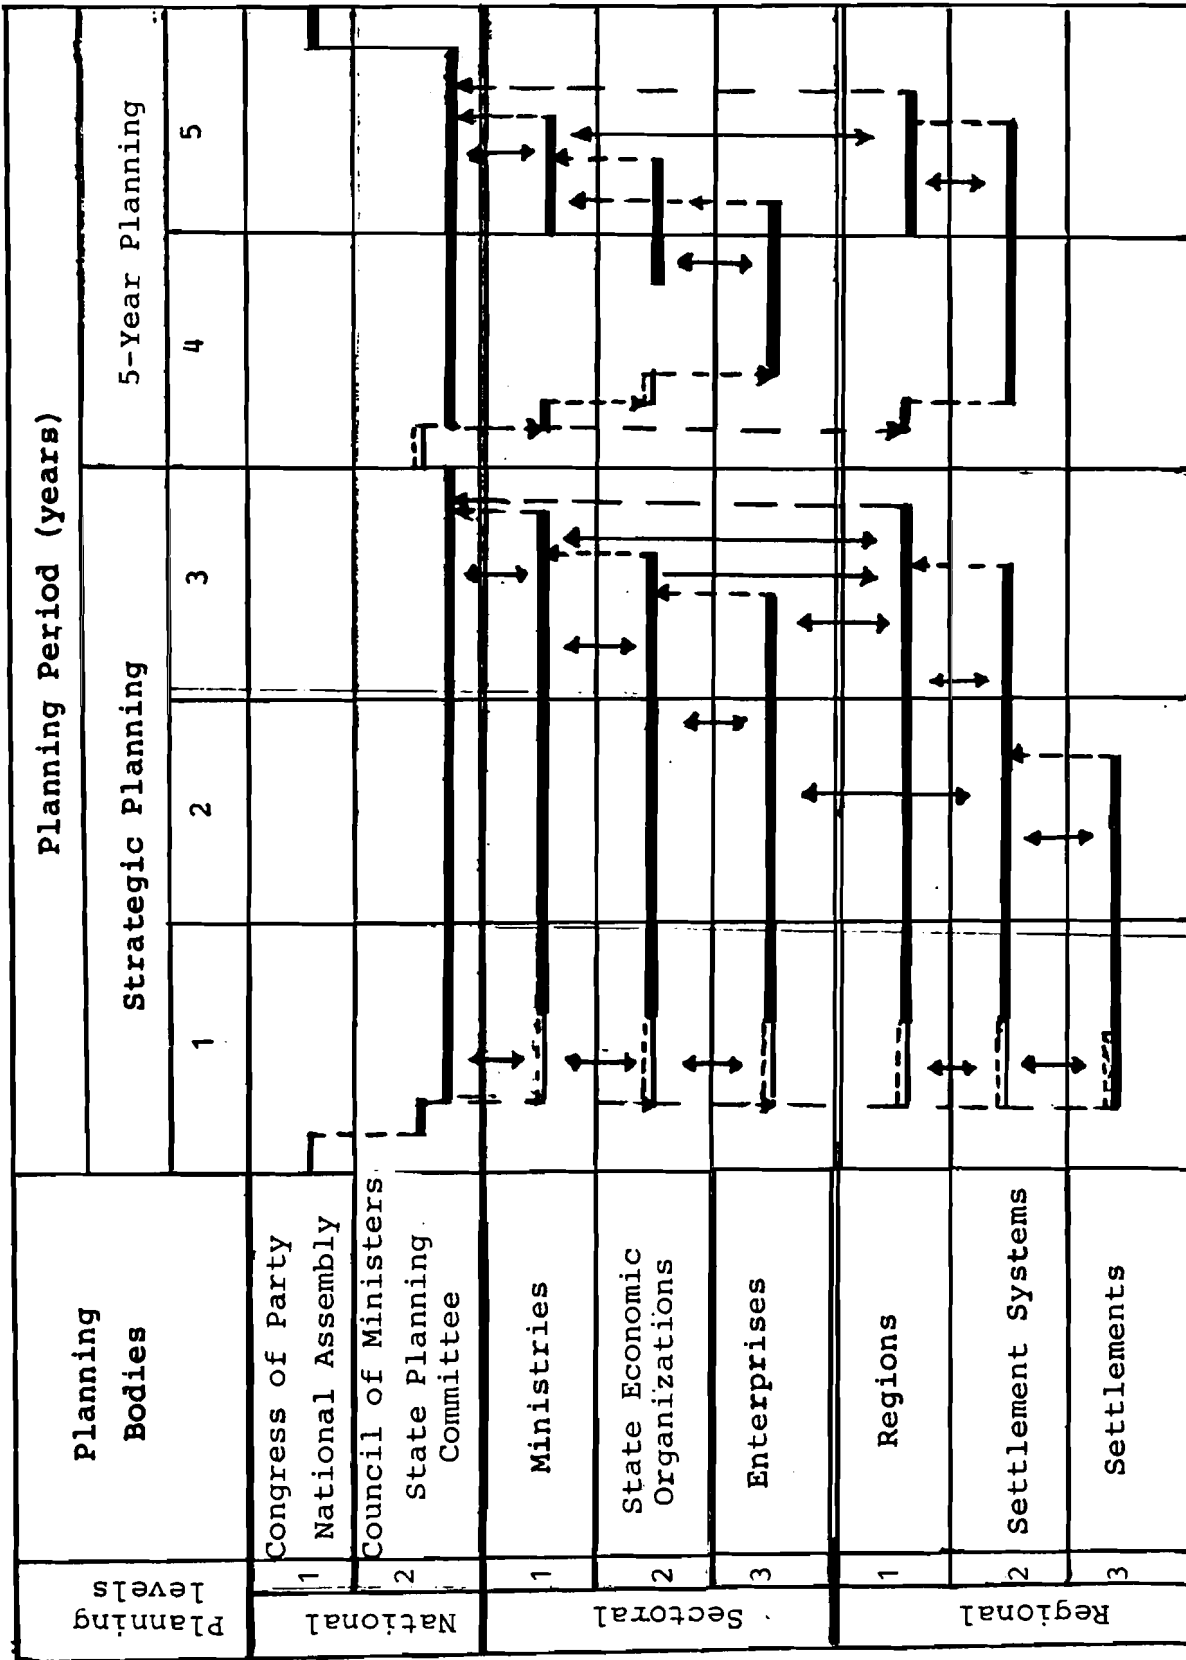 Planning Period (years)
Planning
levels
Planning
Bodies
Strategic Planning
5-Year Planning
1
2
3
4
5
National
1
Congress of Party
National Assembly
2
Council of Ministers
State Planning
Committee
Sectoral
1
Ministries
2
State Economic
Organizations
3
Enterprises
Regional
1
Regions
2
Settlement Systems
3
Settlements